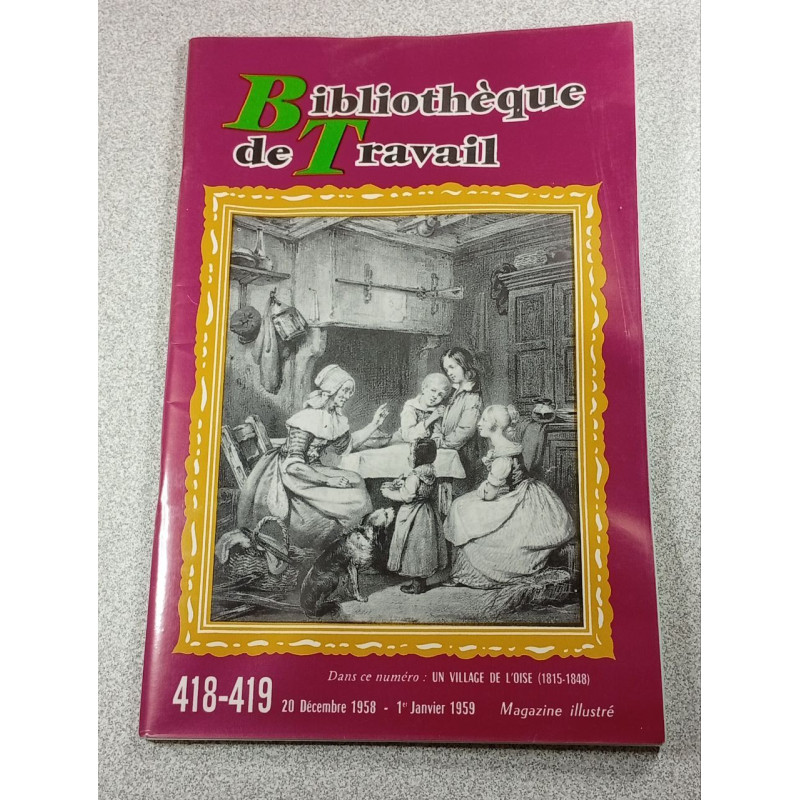 Bibliothèque
de Travail
Dans ce numéro : UN VILLAGE DE L'OISE (1815-1848)
418-419 20 Décembre 1958 - 1er Janvier 1959 Magazine illustré